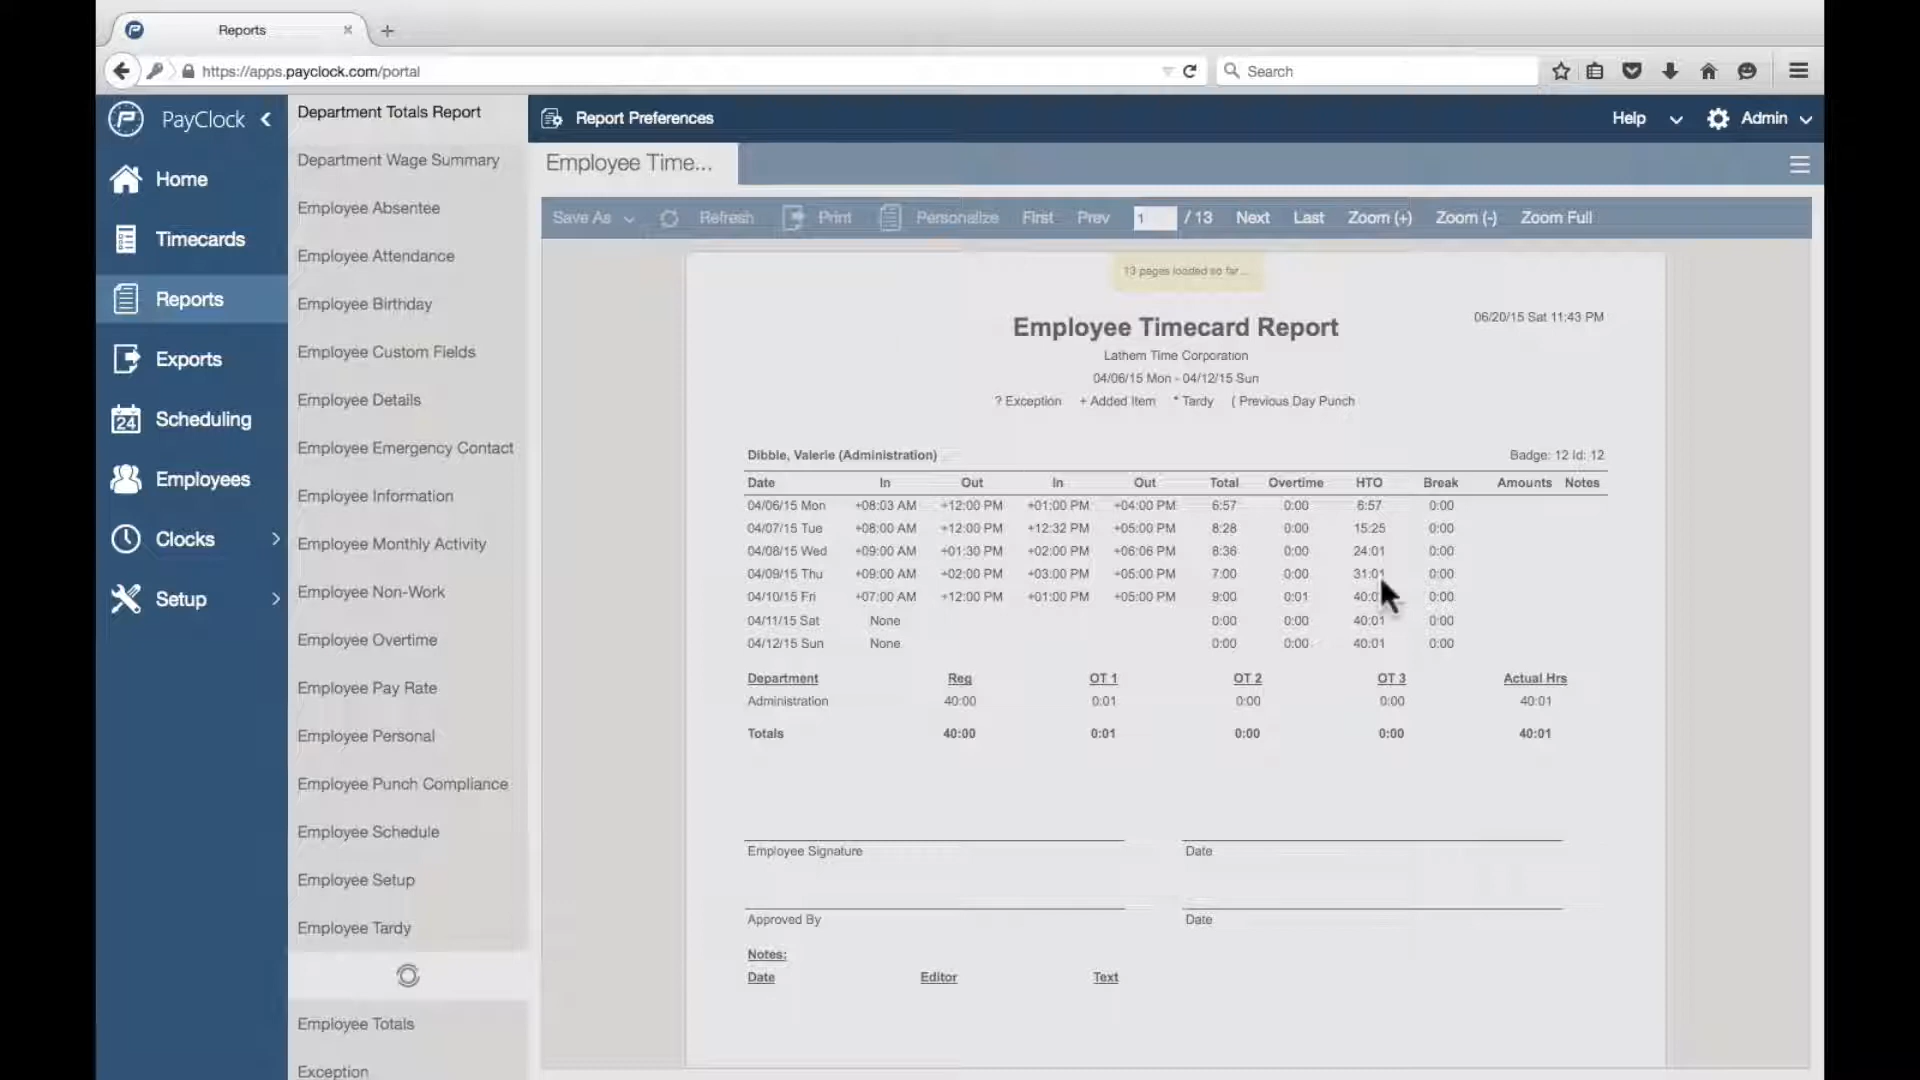 Reports
https://apps.payclock.com/portal
Search
PayClock
Home
Timecards
Reports
Exports
24
Scheduling
Employees
Clocks
Setup
Department Totals Report
Department Wage Summary
Employee Absentee
Employee Attendance
Employee Birthday
Employee Custom Fields
Employee Details
Employee Emergency Contact
Employee Information
Employee Monthly Activity
Employee Non-Work
Employee Overtime
Employee Pay Rate
Employee Personal
Employee Punch Compliance
Employee Schedule
Employee Setup
Employee Tardy
Employee Totals
Exception
Report Preferences
Help
Admin
Employee Time...
Save As Refresh Print Personalize First Prev 1 / 13 Next Last Zoom (+) Zoom (-) Zoom Full
13 pages loaded so far...
06/20/15 Sat 11:43 PM
Employee Timecard Report
Lathem Time Corporation
04/06/15 Mon - 04/12/15 Sun
? Exception + Added Item * Tardy ( Previous Day Punch
Dibble, Valerie (Administration) Badge: 12 Id: 12
Date In Out In Out Total Overtime HTO Break Amounts Notes
04/06/15 Mon +08:03 AM +12:00 PM +01:00 PM +04:00 PM 6:57 0:00 6:57 0:00
04/07/15 Tue +08:00 AM +12:00 PM +12:32 PM +05:00 PM 8:28 0:00 15:25 0:00
04/08/15 Wed +09:00 AM +01:30 PM +02:00 PM +06:06 PM 8:36 0:00 24:01 0:00
04/09/15 Thu +09:00 AM +02:00 PM +03:00 PM +05:00 PM 7:00 0:00 31:01 0:00
04/10/15 Fri +07:00 AM +12:00 PM +01:00 PM +05:00 PM 9:00 0:01 0:00
04/11/15 Sat None 0:00 0:00 40:01 0:00
04/12/15 Sun None 0:00 0:00 40:01 0:00
Department Reg OT 1 OT 2 OT 3 Actual Hrs
Administration 40:00 0:01 0:00 0:00 40:01
Totals 40:00 0:01 0:00 0:00 40:01
Employee Signature Date
Approved By Date
Notes:
Date Editor Text